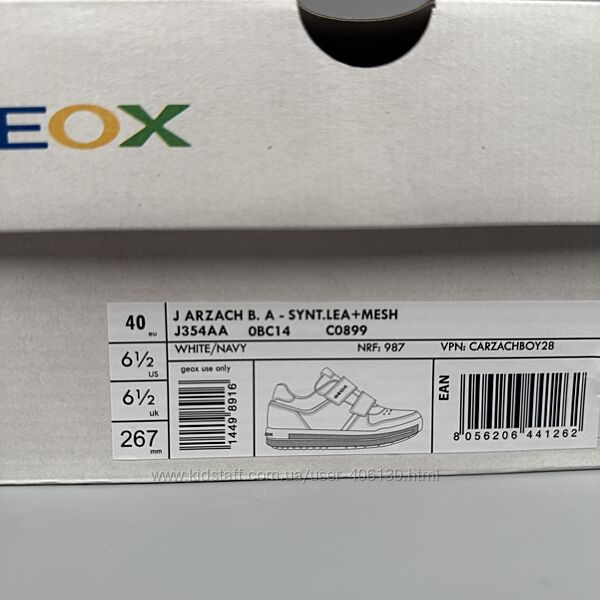 EOX
40 eu
6½ us
6½ uk
267 mm
J ARZACH B. A - SYNT.LEA+MESH
J354AA 0BC14 C0899
WHITE/NAVY NRF: 987 VPN: CARZACHBOY28
geox use only
1449 8916
GEOX
EAN
8 056206 441262
www.kidstaff.com.ua/user-406130.html